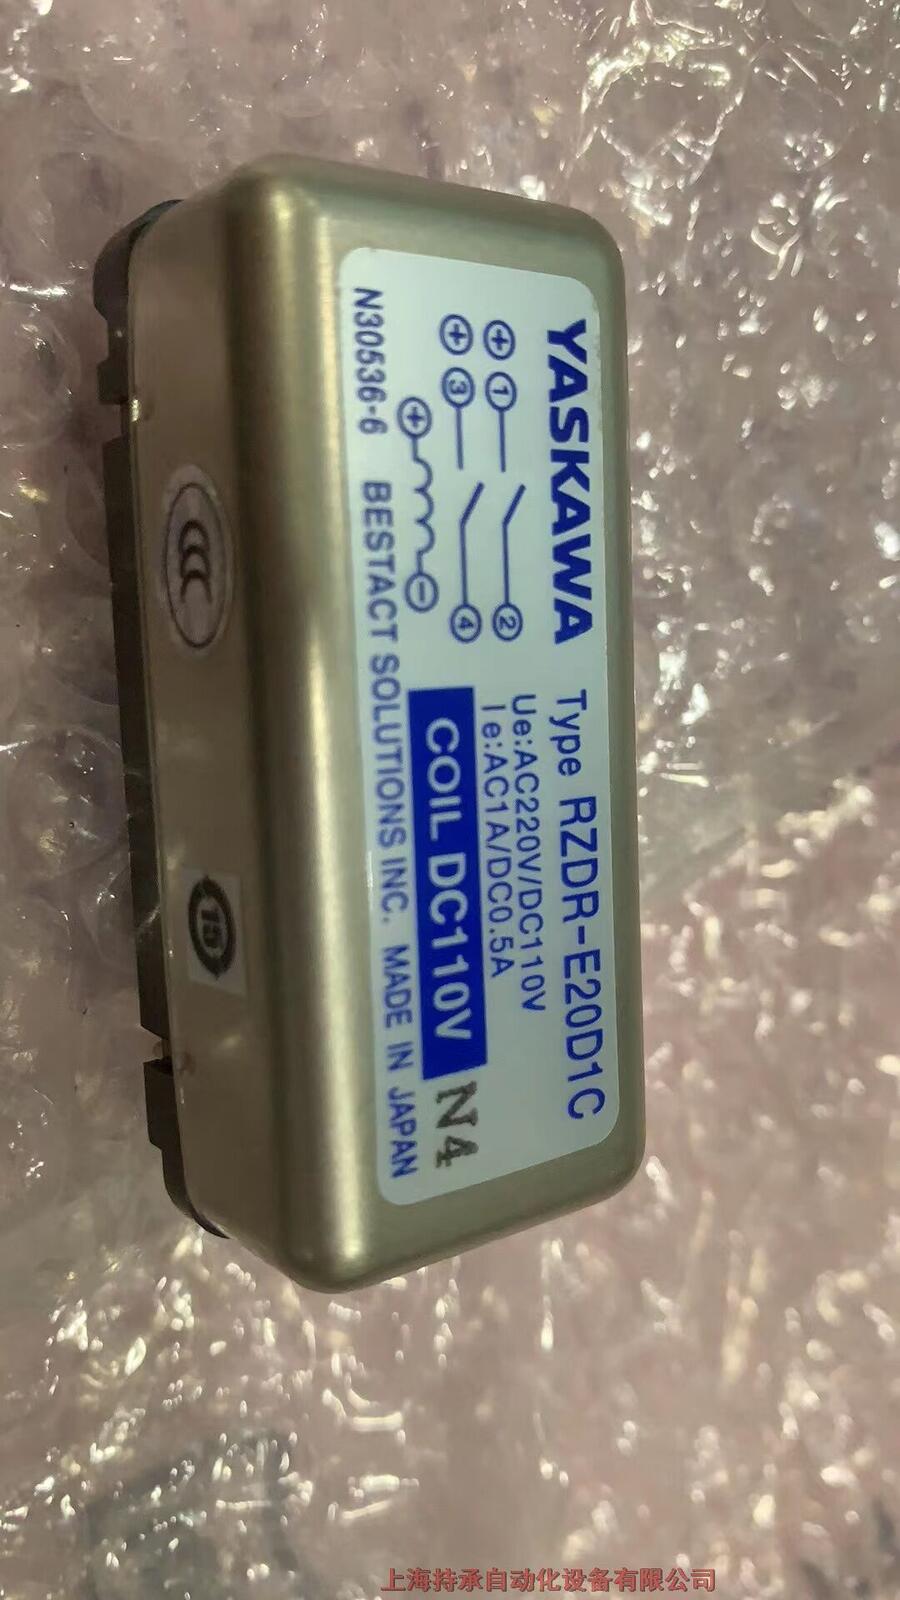 YASKAWA Type RZDR-E20D1C
Ue:AC220V/DC110V
Ie:AC1A/DC0.5A
+ 1 2
+ 3 4
+ −
COIL DC110V N4
N30536-6 BESTACT SOLUTIONS INC. MADE IN JAPAN
CCC
15
上海持承自动化设备有限公司